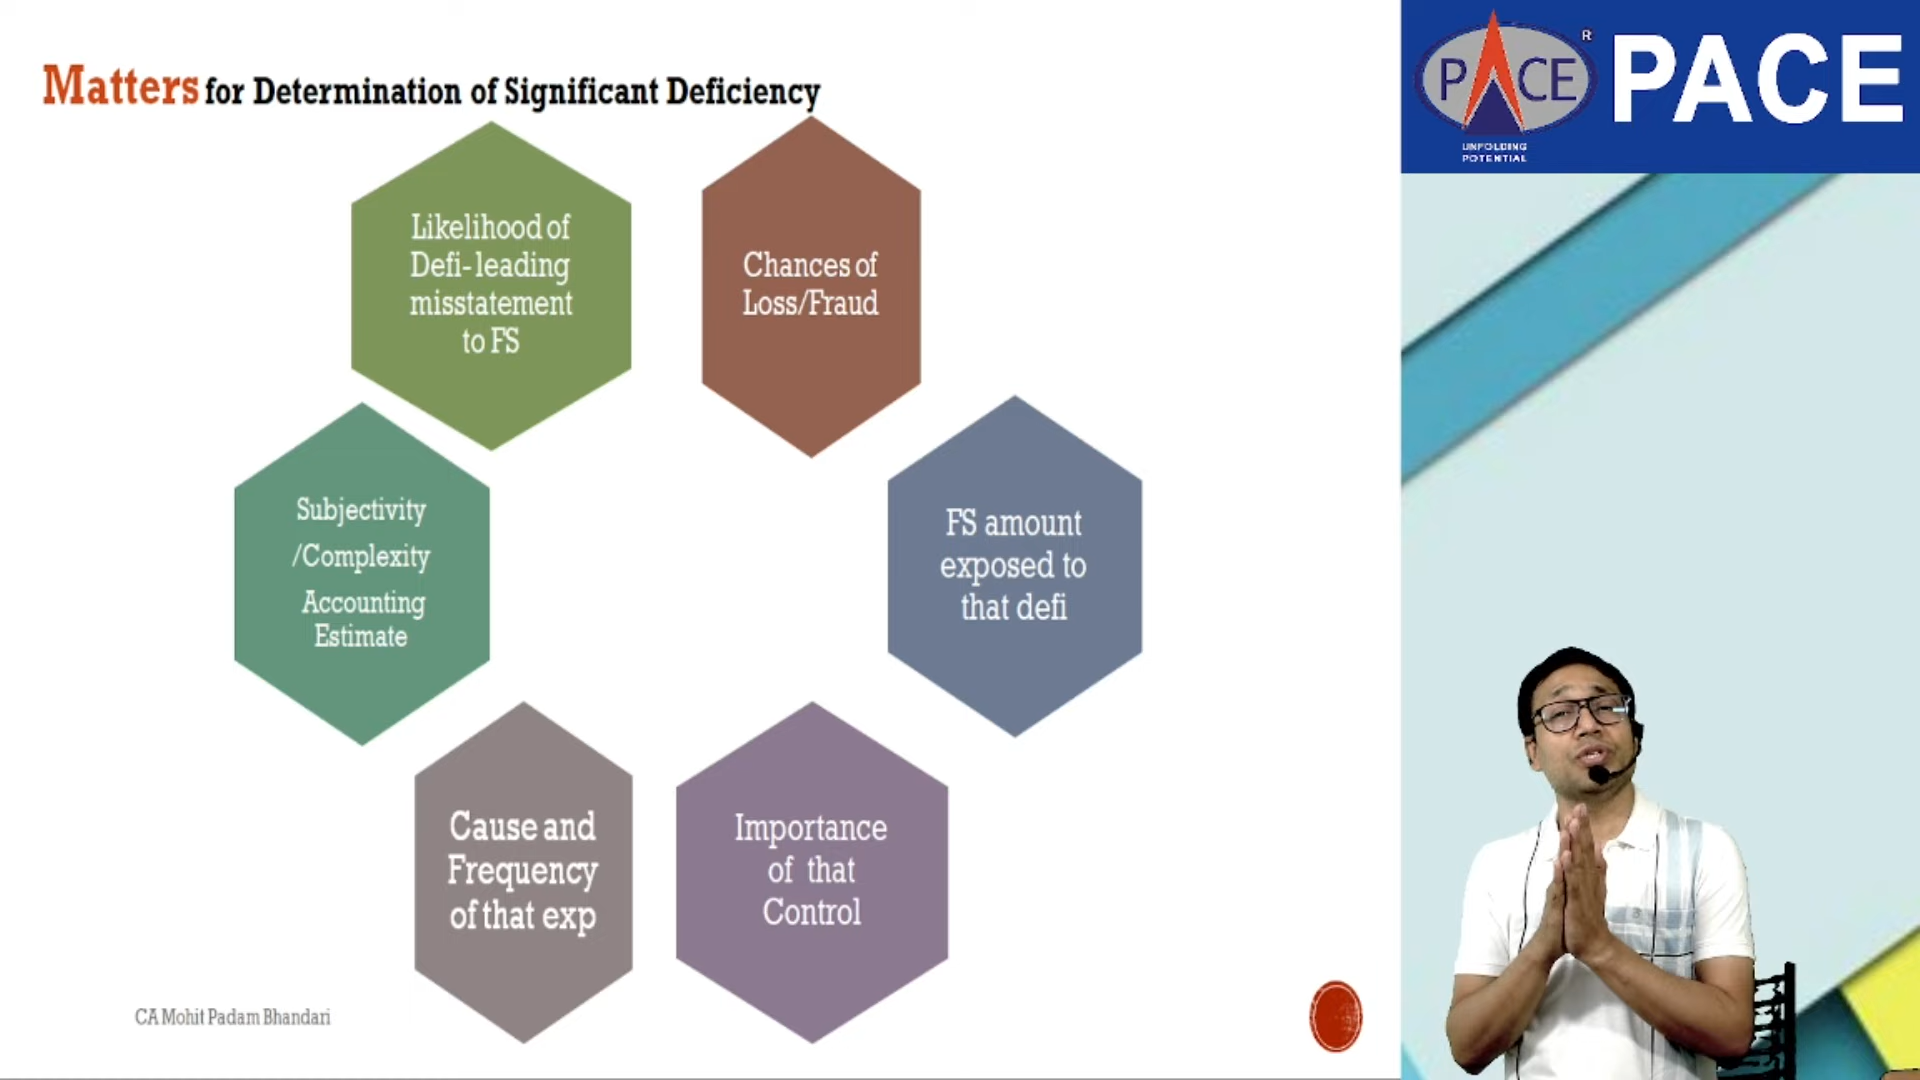 Matters for Determination of Significant Deficiency
Likelihood of
Defi- leading
misstatement
to FS
Chances of
Loss/Fraud
Subjectivity
/Complexity
Accounting
Estimate
FS amount
exposed to
that defi
Cause and
Frequency
of that exp
Importance
of that
Control
CA Mohit Padam Bhandari
PACE
R
UNFOLDING
POTENTIAL
PACE